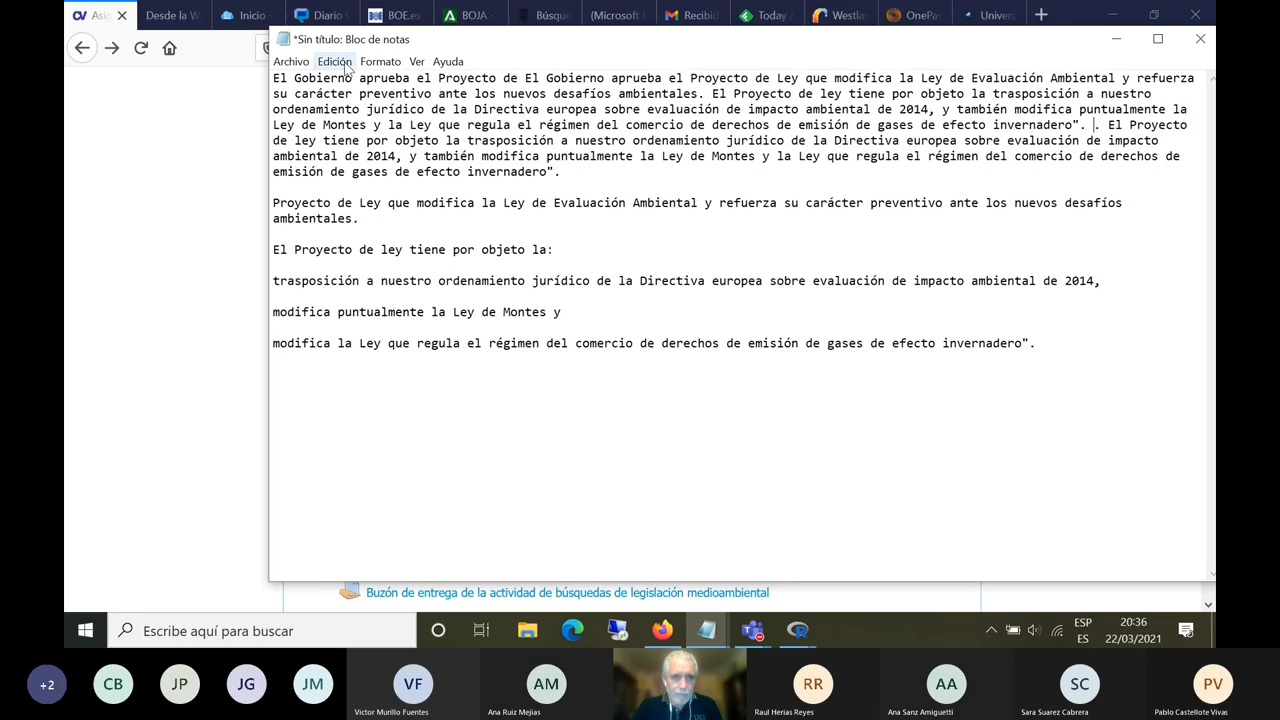 Asig
Desde la W
Inicio -
Diario
BOE.es
BOJA -
Búsque
(Microsoft
Recibid
Today /
Westlaw
OnePa
Univers
*Sin título: Bloc de notas
Archivo Edición Formato Ver Ayuda
El Gobierno aprueba el Proyecto de El Gobierno aprueba el Proyecto de Ley que modifica la Ley de Evaluación Ambiental y refuerza
su carácter preventivo ante los nuevos desafíos ambientales. El Proyecto de ley tiene por objeto la trasposición a nuestro
ordenamiento jurídico de la Directiva europea sobre evaluación de impacto ambiental de 2014, y también modifica puntualmente la
Ley de Montes y la Ley que regula el régimen del comercio de derechos de emisión de gases de efecto invernadero". . El Proyecto
de ley tiene por objeto la trasposición a nuestro ordenamiento jurídico de la Directiva europea sobre evaluación de impacto
ambiental de 2014, y también modifica puntualmente la Ley de Montes y la Ley que regula el régimen del comercio de derechos de
emisión de gases de efecto invernadero".
Proyecto de Ley que modifica la Ley de Evaluación Ambiental y refuerza su carácter preventivo ante los nuevos desafíos
ambientales.
El Proyecto de ley tiene por objeto la:
trasposición a nuestro ordenamiento jurídico de la Directiva europea sobre evaluación de impacto ambiental de 2014,
modifica puntualmente la Ley de Montes y
modifica la Ley que regula el régimen del comercio de derechos de emisión de gases de efecto invernadero".
Buzón de entrega de la actividad de búsquedas de legislación medioambiental
Escribe aquí para buscar
ESP
ES
20:36
22/03/2021
+2
CB
JP
JG
JM
VF
AM
RR
AA
SC
PV
Victor Murillo Fuentes
Ana Ruiz Mejias
Raul Herias Reyes
Ana Sanz Amiguetti
Sara Suarez Cabrera
Pablo Castellote Vivas